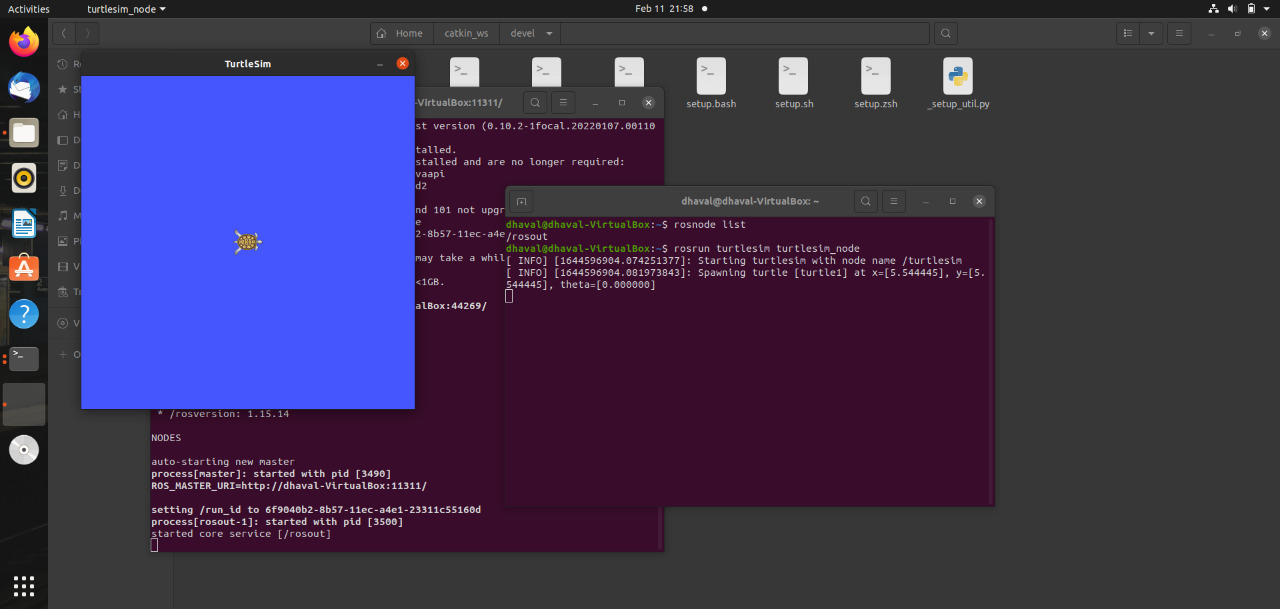 Activities
turtlesim_node
Feb 11 21:58
Home
catkin_ws
devel
TurtleSim
setup.bash
setup.sh
setup.zsh
_setup_util.py
-VirtualBox:11311/
st version (0.10.2-1focal.20220107.00110
talled.
stalled and are no longer required:
vaapi
d2
nd 101 not upgr
e
2-8b57-11ec-a4e
may take a whil
<1GB.
alBox:44269/
* /rosversion: 1.15.14
NODES
auto-starting new master
process[master]: started with pid [3490]
ROS_MASTER_URI=http://dhaval-VirtualBox:11311/
setting /run_id to 6f9040b2-8b57-11ec-a4e1-23311c55160d
process[rosout-1]: started with pid [3500]
started core service [/rosout]
dhaval@dhaval-VirtualBox: ~
dhaval@dhaval-VirtualBox:~$ rosnode list
/rosout
dhaval@dhaval-VirtualBox:~$ rosrun turtlesim turtlesim_node
[ INFO] [1644596904.074251377]: Starting turtlesim with node name /turtlesim
[ INFO] [1644596904.081973843]: Spawning turtle [turtle1] at x=[5.544445], y=[5.
544445], theta=[0.000000]